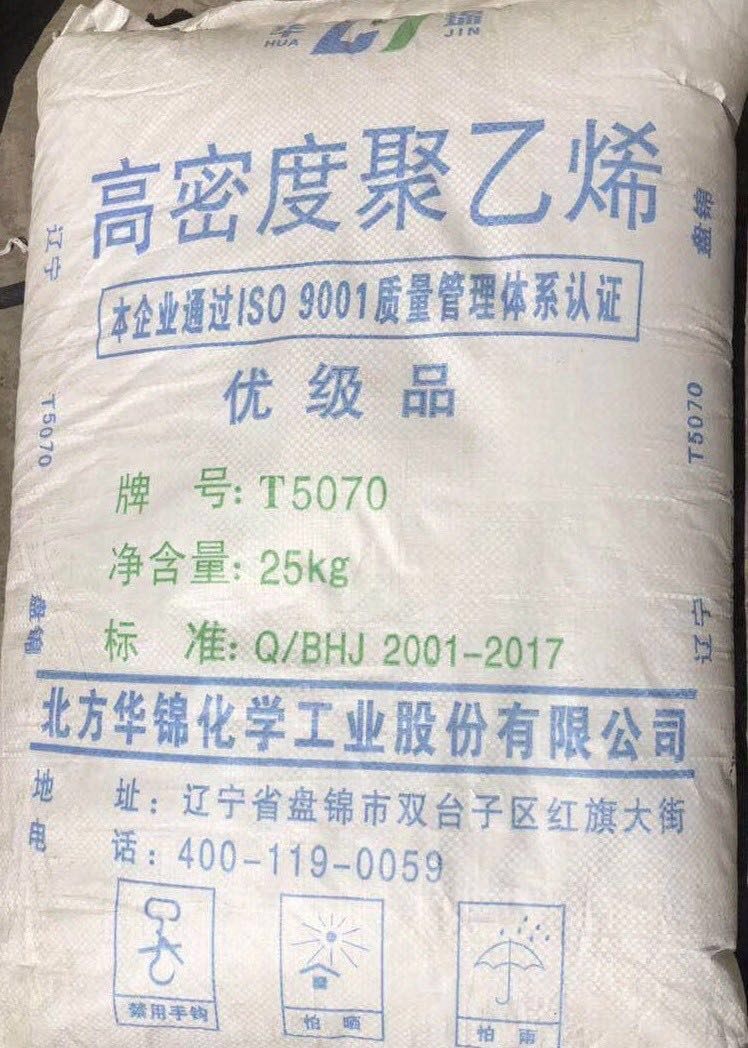 华 锦
HUA JIN
高密度聚乙烯
本企业通过ISO 9001质量管理体系认证
优级品
牌 号: T5070
净含量: 25kg
标 准: Q/BHJ 2001-2017
北方华锦化学工业股份有限公司
地 址: 辽宁省盘锦市双台子区红旗大街
电 话: 400-119-0059
禁用手钩
怕晒
怕雨
辽宁
T5070
盘锦
盘锦
T5070
辽宁